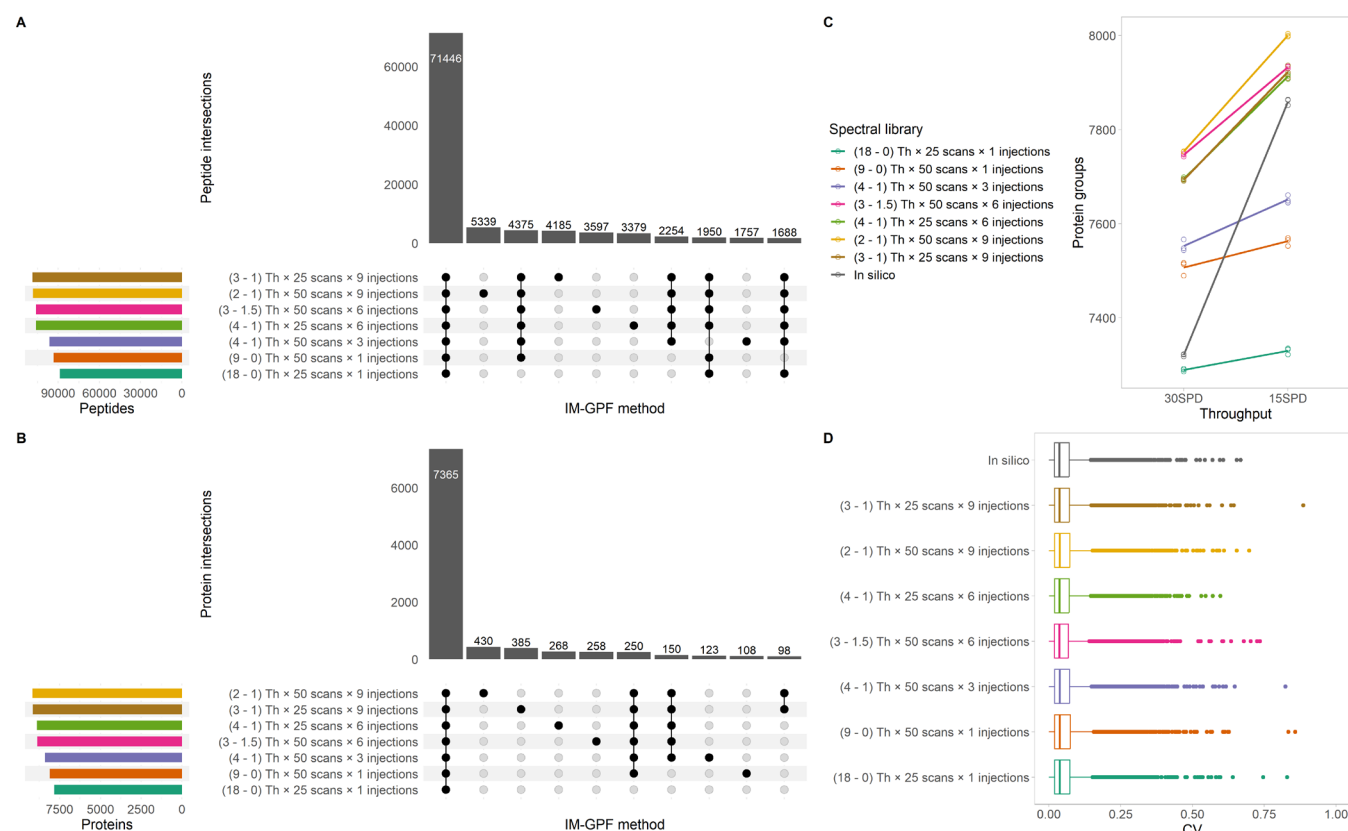 A
Peptide intersections
60000
40000
20000
0
71446
5339
4375
4185
3597
3379
2254
1950
1757
1688
(3 - 1) Th × 25 scans × 9 injections
(2 - 1) Th × 50 scans × 9 injections
(3 - 1.5) Th × 50 scans × 6 injections
(4 - 1) Th × 25 scans × 6 injections
(4 - 1) Th × 50 scans × 3 injections
(9 - 0) Th × 50 scans × 1 injections
(18 - 0) Th × 25 scans × 1 injections
90000 60000 30000 0
Peptides
IM-GPF method
B
Protein intersections
6000
4000
2000
0
7365
430
385
268
258
250
150
123
108
98
(2 - 1) Th × 50 scans × 9 injections
(3 - 1) Th × 25 scans × 9 injections
(4 - 1) Th × 25 scans × 6 injections
(3 - 1.5) Th × 50 scans × 6 injections
(4 - 1) Th × 50 scans × 3 injections
(9 - 0) Th × 50 scans × 1 injections
(18 - 0) Th × 25 scans × 1 injections
7500 5000 2500 0
Proteins
IM-GPF method
C
Spectral library
(18 - 0) Th × 25 scans × 1 injections
(9 - 0) Th × 50 scans × 1 injections
(4 - 1) Th × 50 scans × 3 injections
(3 - 1.5) Th × 50 scans × 6 injections
(4 - 1) Th × 25 scans × 6 injections
(2 - 1) Th × 50 scans × 9 injections
(3 - 1) Th × 25 scans × 9 injections
In silico
Protein groups
8000
7800
7600
7400
30SPD 15SPD
Throughput
D
In silico
(3 - 1) Th × 25 scans × 9 injections
(2 - 1) Th × 50 scans × 9 injections
(4 - 1) Th × 25 scans × 6 injections
(3 - 1.5) Th × 50 scans × 6 injections
(4 - 1) Th × 50 scans × 3 injections
(9 - 0) Th × 50 scans × 1 injections
(18 - 0) Th × 25 scans × 1 injections
0.00 0.25 0.50 0.75 1.00
CV